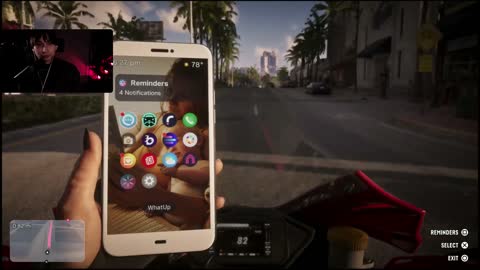 78°
Reminders
4 Notifications
WhatUp
82
REMINDERS
SELECT
EXIT